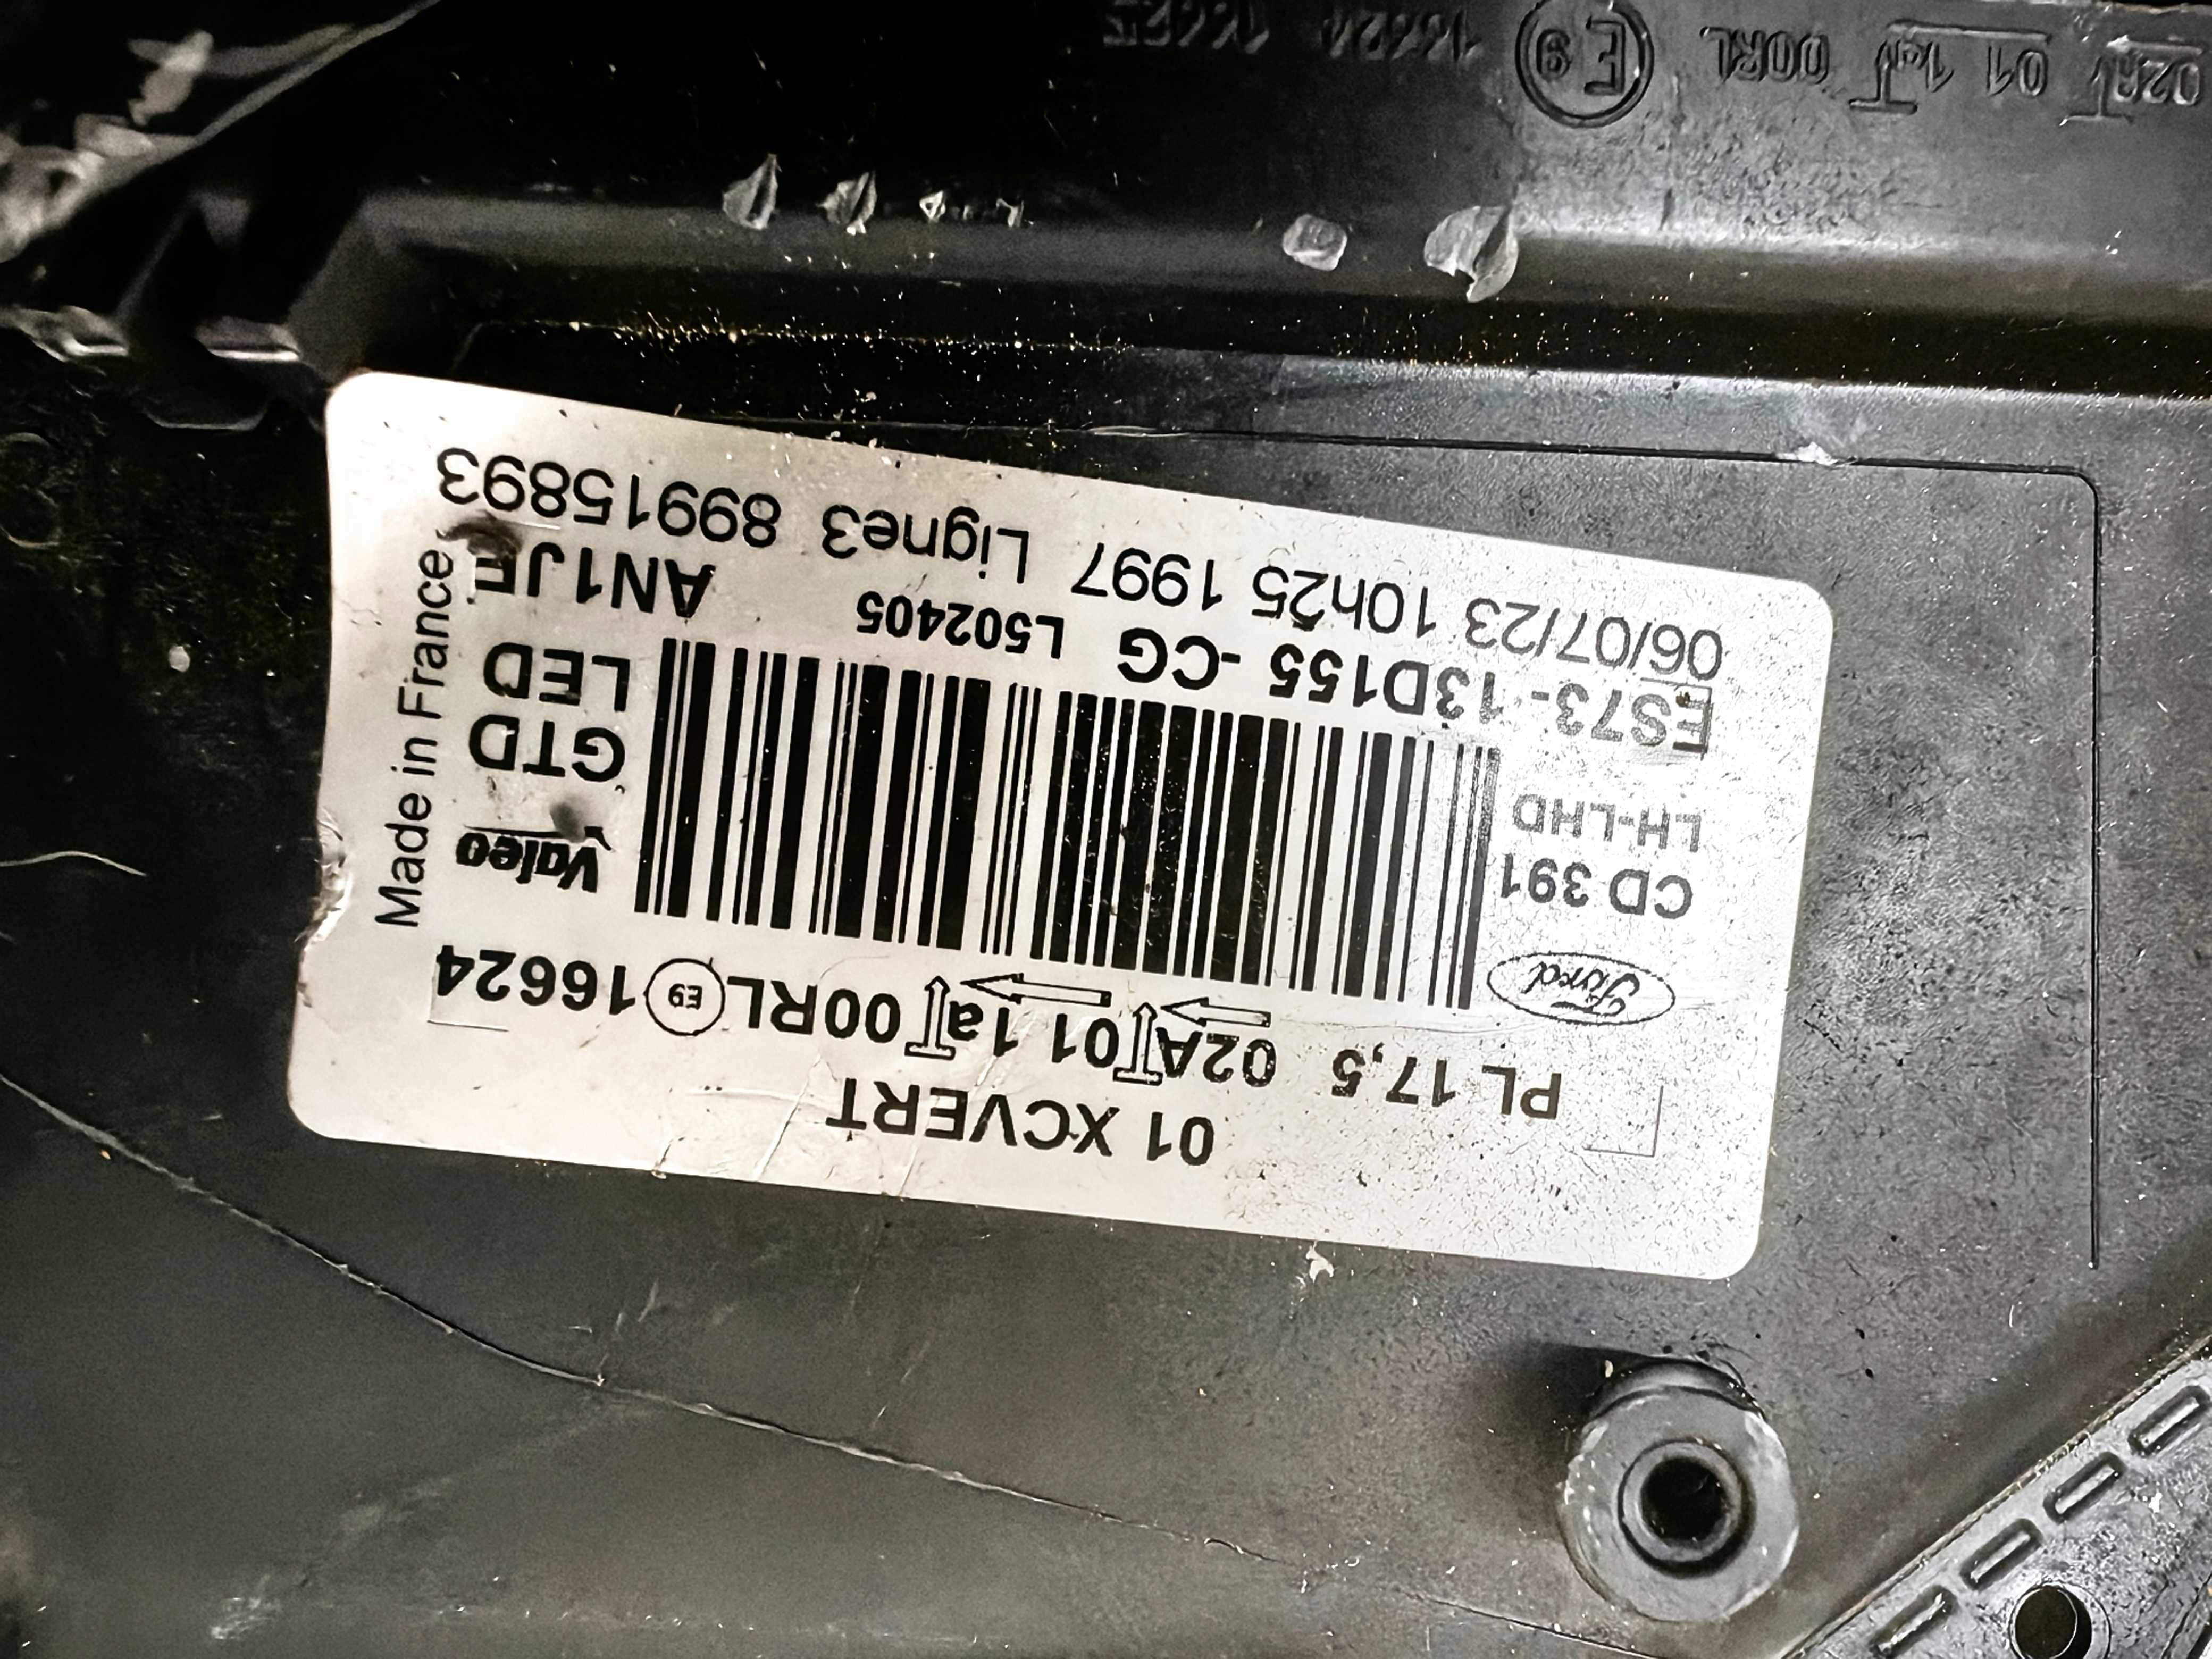 01 XCVERT
PL 17,5 02A 01 1a 00RL E9 16624
Ford
CD 391
LH-LHD
Valeo
GTD
LED
ES73-13D155 -CG L502405 AN1JE
06/07/23 10h25 1997 Ligne3 89915893
Made in France
02A 01 1a 00RL E9 16624